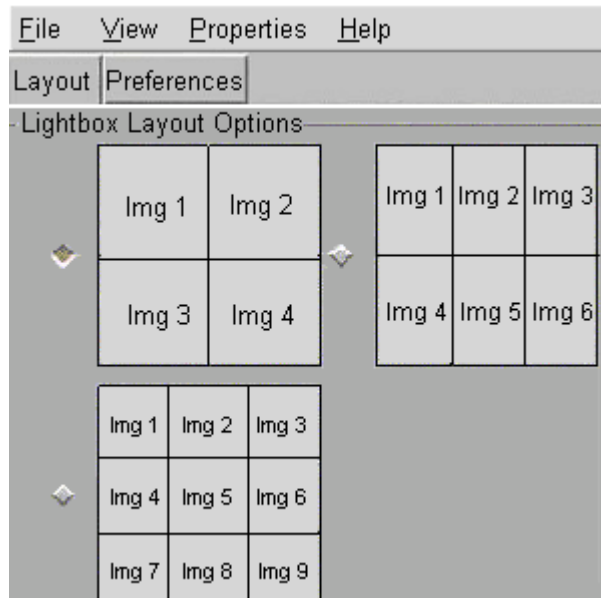 File View Properties Help
Layout Preferences
Lightbox Layout Options
Img 1 Img 2
Img 3 Img 4
Img 1 Img 2 Img 3
Img 4 Img 5 Img 6
Img 1 Img 2 Img 3
Img 4 Img 5 Img 6
Img 7 Img 8 Img 9